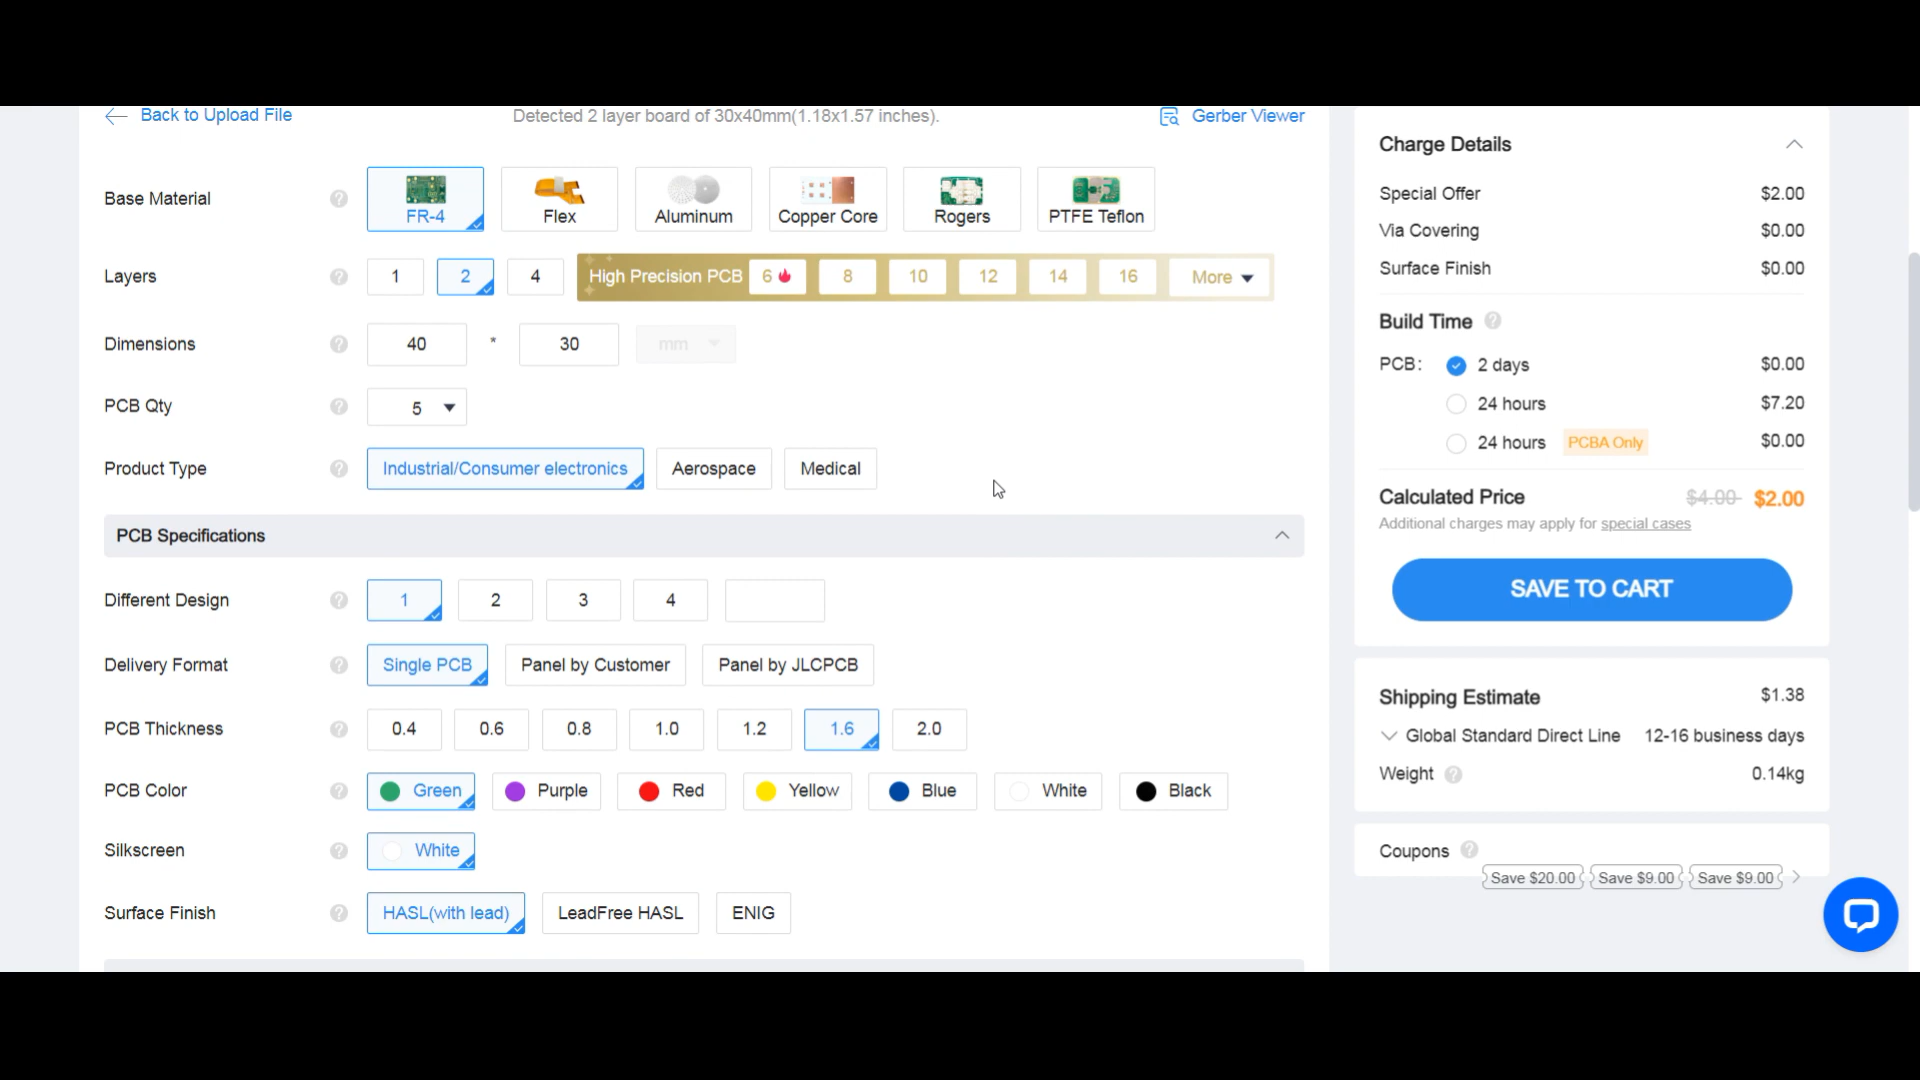 Back to Upload File
Detected 2 layer board of 30x40mm(1.18x1.57 inches).
Gerber Viewer
Base Material
FR-4
Flex
Aluminum
Copper Core
Rogers
PTFE Teflon
Layers
1
2
4
High Precision PCB
6
8
10
12
14
16
More
Dimensions
40
*
30
mm
PCB Qty
5
Product Type
Industrial/Consumer electronics
Aerospace
Medical
PCB Specifications
Different Design
1
2
3
4
Delivery Format
Single PCB
Panel by Customer
Panel by JLCPCB
PCB Thickness
0.4
0.6
0.8
1.0
1.2
1.6
2.0
PCB Color
Green
Purple
Red
Yellow
Blue
White
Black
Silkscreen
White
Surface Finish
HASL(with lead)
LeadFree HASL
ENIG
Charge Details
Special Offer $2.00
Via Covering $0.00
Surface Finish $0.00
Build Time
PCB: 2 days $0.00
24 hours $7.20
24 hours PCBA Only $0.00
Calculated Price $4.00 $2.00
Additional charges may apply for special cases
SAVE TO CART
Shipping Estimate $1.38
Global Standard Direct Line 12-16 business days
Weight 0.14kg
Coupons
Save $20.00
Save $9.00
Save $9.00